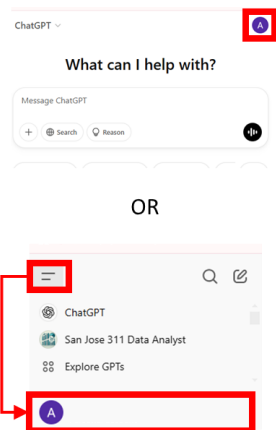 ChatGPT
A
What can I help with?
Message ChatGPT
Search Reason
OR
ChatGPT
San Jose 311 Data Analyst
Explore GPTs
A